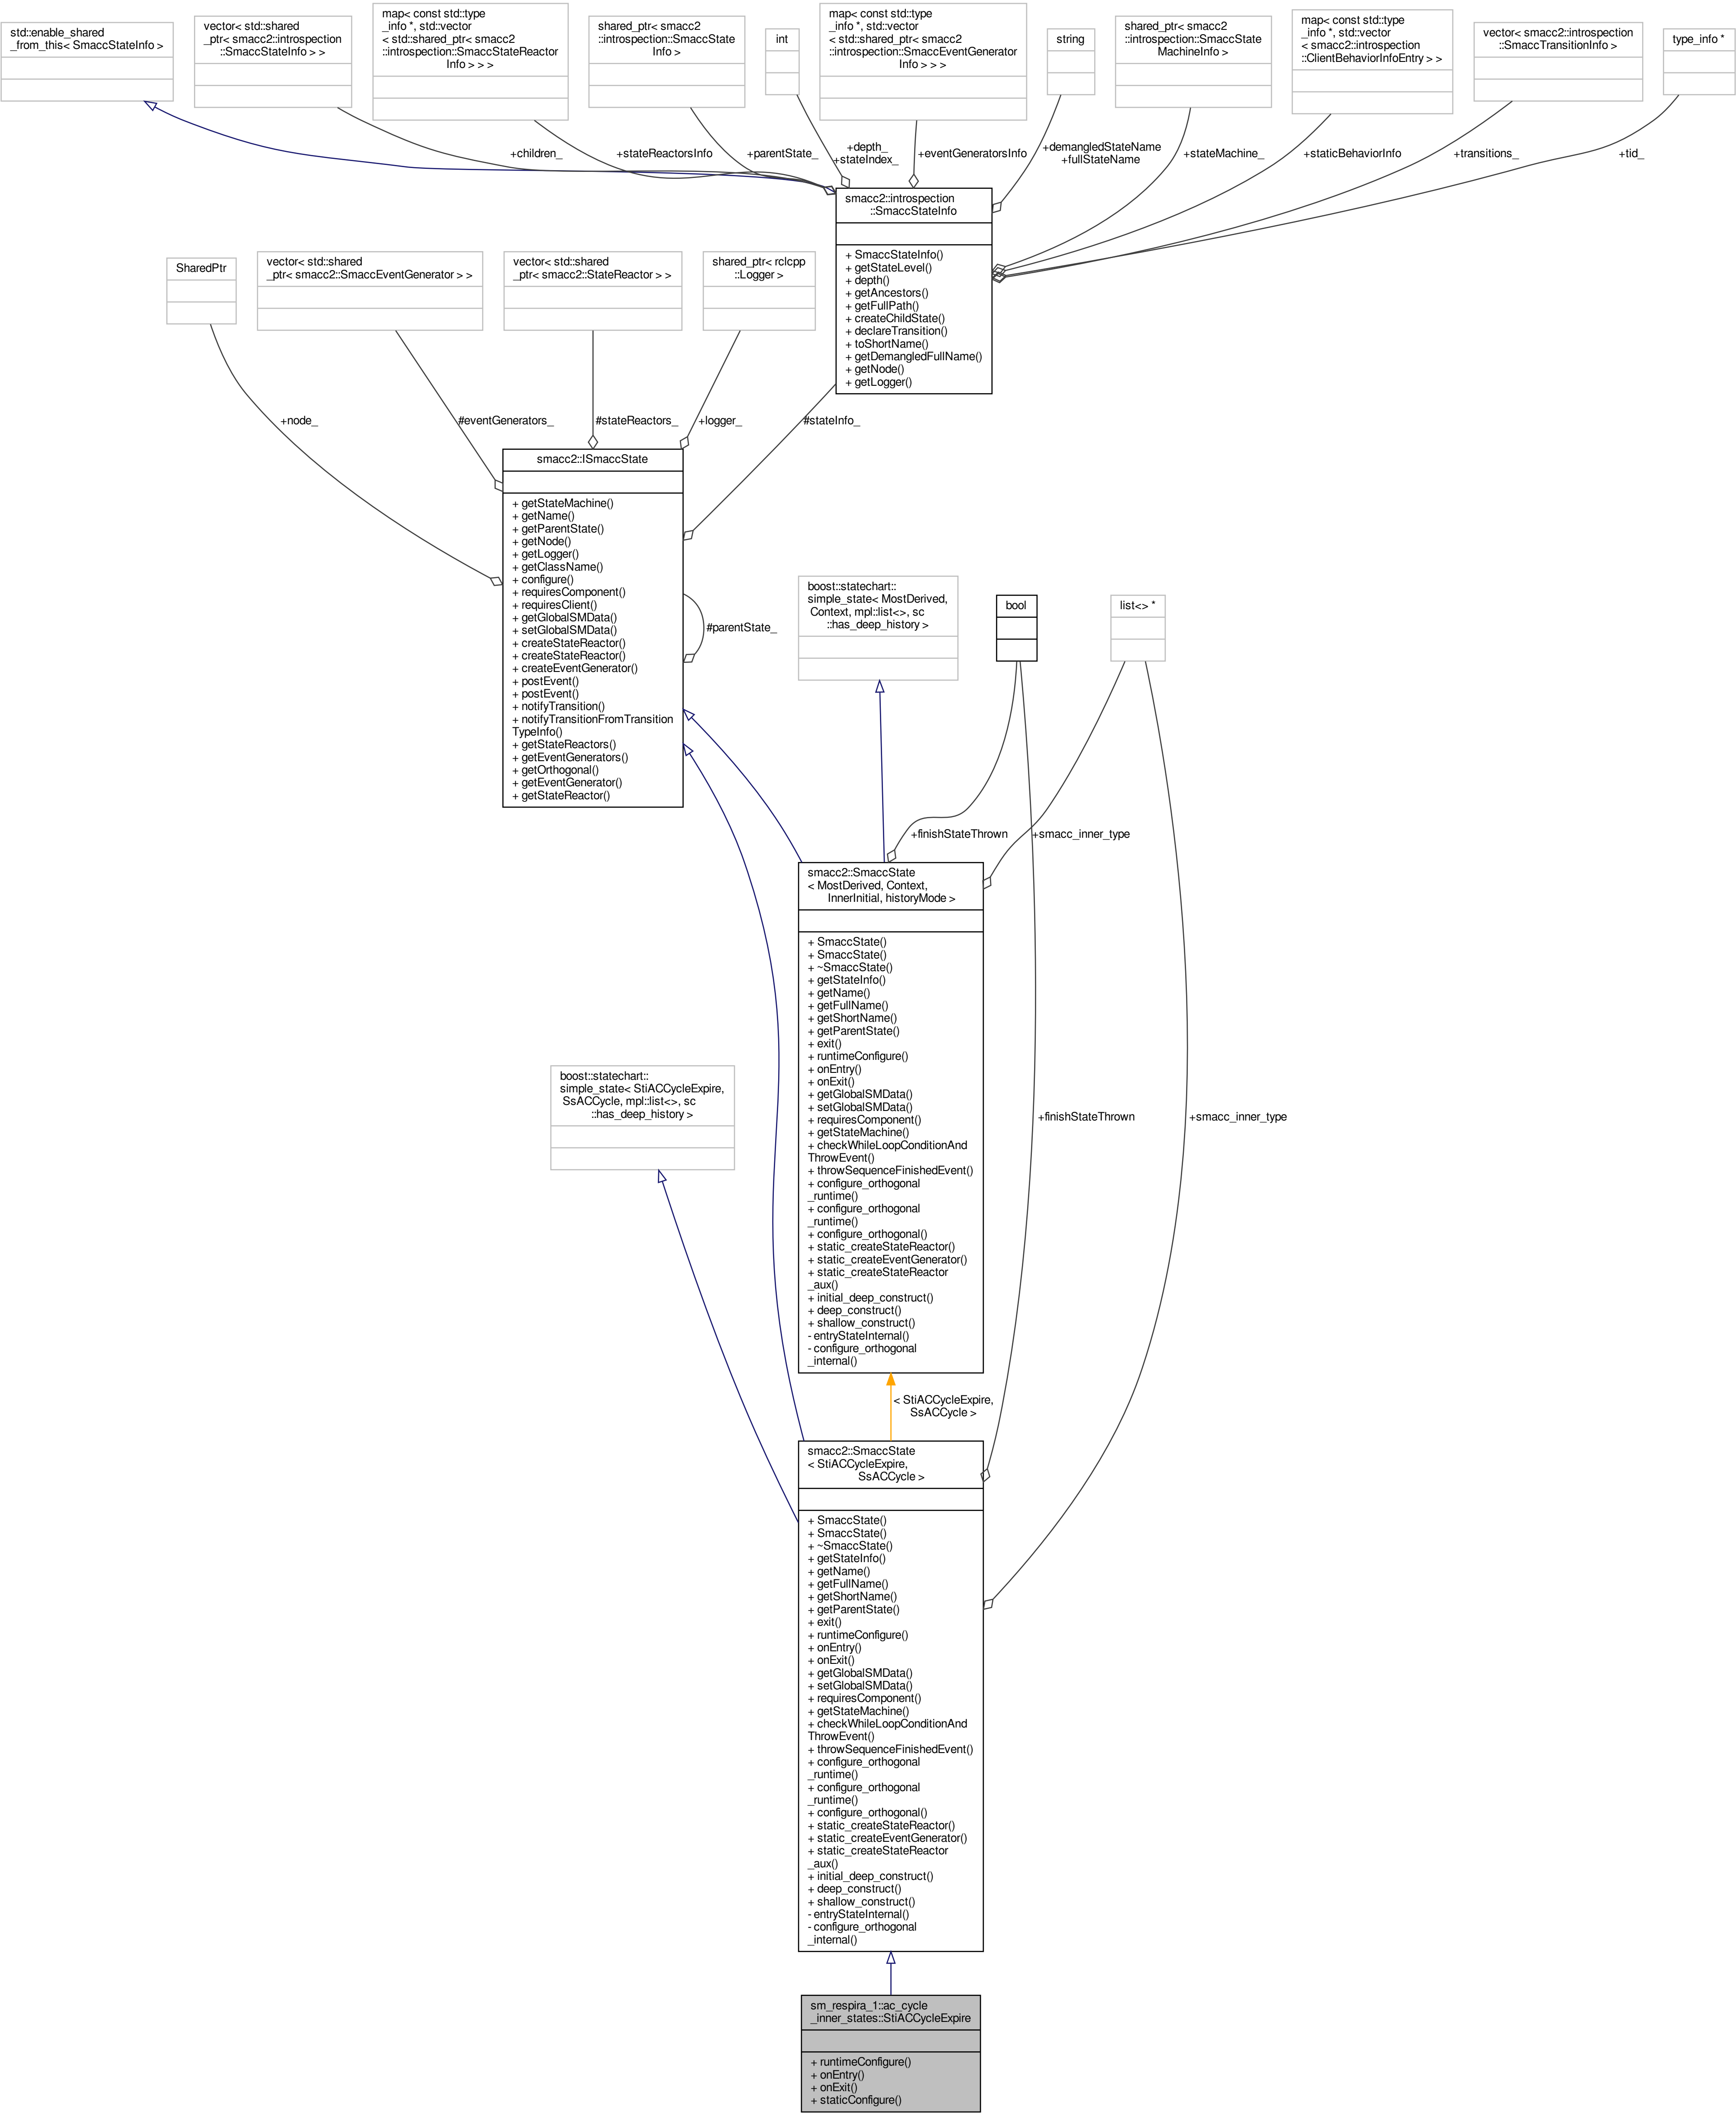 std::enable_shared
_from_this< SmaccStateInfo >
vector< std::shared
_ptr< smacc2::introspection
::SmaccStateInfo > >
map< const std::type
_info *, std::vector
< std::shared_ptr< smacc2
::introspection::SmaccStateReactor
Info > > >
shared_ptr< smacc2
::introspection::SmaccState
Info >
int
map< const std::type
_info *, std::vector
< std::shared_ptr< smacc2
::introspection::SmaccEventGenerator
Info > > >
string
shared_ptr< smacc2
::introspection::SmaccState
MachineInfo >
map< const std::type
_info *, std::vector
< smacc2::introspection
::ClientBehaviorInfoEntry > >
vector< smacc2::introspection
::SmaccTransitionInfo >
type_info *
+children_
+stateReactorsInfo
+parentState_
+depth_
+stateIndex_
+eventGeneratorsInfo
+demangledStateName
+fullStateName
+stateMachine_
+staticBehaviorInfo
+transitions_
+tid_
smacc2::introspection
::SmaccStateInfo
+ SmaccStateInfo()
+ getStateLevel()
+ depth()
+ getAncestors()
+ getFullPath()
+ createChildState()
+ declareTransition()
+ toShortName()
+ getDemangledFullName()
+ getNode()
+ getLogger()
SharedPtr
vector< std::shared
_ptr< smacc2::SmaccEventGenerator > >
vector< std::shared
_ptr< smacc2::StateReactor > >
shared_ptr< rclcpp
::Logger >
+node_
#eventGenerators_
#stateReactors_
+logger_
#stateInfo_
smacc2::ISmaccState
+ getStateMachine()
+ getName()
+ getParentState()
+ getNode()
+ getLogger()
+ getClassName()
+ configure()
+ requiresComponent()
+ requiresClient()
+ getGlobalSMData()
+ setGlobalSMData()
+ createStateReactor()
+ createStateReactor()
+ createEventGenerator()
+ postEvent()
+ postEvent()
+ notifyTransition()
+ notifyTransitionFromTransition
TypeInfo()
+ getStateReactors()
+ getEventGenerators()
+ getOrthogonal()
+ getEventGenerator()
+ getStateReactor()
#parentState_
boost::statechart::
simple_state< MostDerived,
Context, mpl::list<>, sc
::has_deep_history >
bool
list<> *
+finishStateThrown
+smacc_inner_type
smacc2::SmaccState
< MostDerived, Context,
InnerInitial, historyMode >
+ SmaccState()
+ SmaccState()
+ ~SmaccState()
+ getStateInfo()
+ getName()
+ getFullName()
+ getShortName()
+ getParentState()
+ exit()
+ runtimeConfigure()
+ onEntry()
+ onExit()
+ getGlobalSMData()
+ setGlobalSMData()
+ requiresComponent()
+ getStateMachine()
+ checkWhileLoopConditionAnd
ThrowEvent()
+ throwSequenceFinishedEvent()
+ configure_orthogonal
_runtime()
+ configure_orthogonal
_runtime()
+ configure_orthogonal()
+ static_createStateReactor()
+ static_createEventGenerator()
+ static_createStateReactor
_aux()
+ initial_deep_construct()
+ deep_construct()
+ shallow_construct()
- entryStateInternal()
- configure_orthogonal
_internal()
boost::statechart::
simple_state< StiACCycleExpire,
SsACCycle, mpl::list<>, sc
::has_deep_history >
+finishStateThrown
+smacc_inner_type
< StiACCycleExpire,
SsACCycle >
smacc2::SmaccState
< StiACCycleExpire,
SsACCycle >
+ SmaccState()
+ SmaccState()
+ ~SmaccState()
+ getStateInfo()
+ getName()
+ getFullName()
+ getShortName()
+ getParentState()
+ exit()
+ runtimeConfigure()
+ onEntry()
+ onExit()
+ getGlobalSMData()
+ setGlobalSMData()
+ requiresComponent()
+ getStateMachine()
+ checkWhileLoopConditionAnd
ThrowEvent()
+ throwSequenceFinishedEvent()
+ configure_orthogonal
_runtime()
+ configure_orthogonal
_runtime()
+ configure_orthogonal()
+ static_createStateReactor()
+ static_createEventGenerator()
+ static_createStateReactor
_aux()
+ initial_deep_construct()
+ deep_construct()
+ shallow_construct()
- entryStateInternal()
- configure_orthogonal
_internal()
sm_respira_1::ac_cycle
_inner_states::StiACCycleExpire
+ runtimeConfigure()
+ onEntry()
+ onExit()
+ staticConfigure()